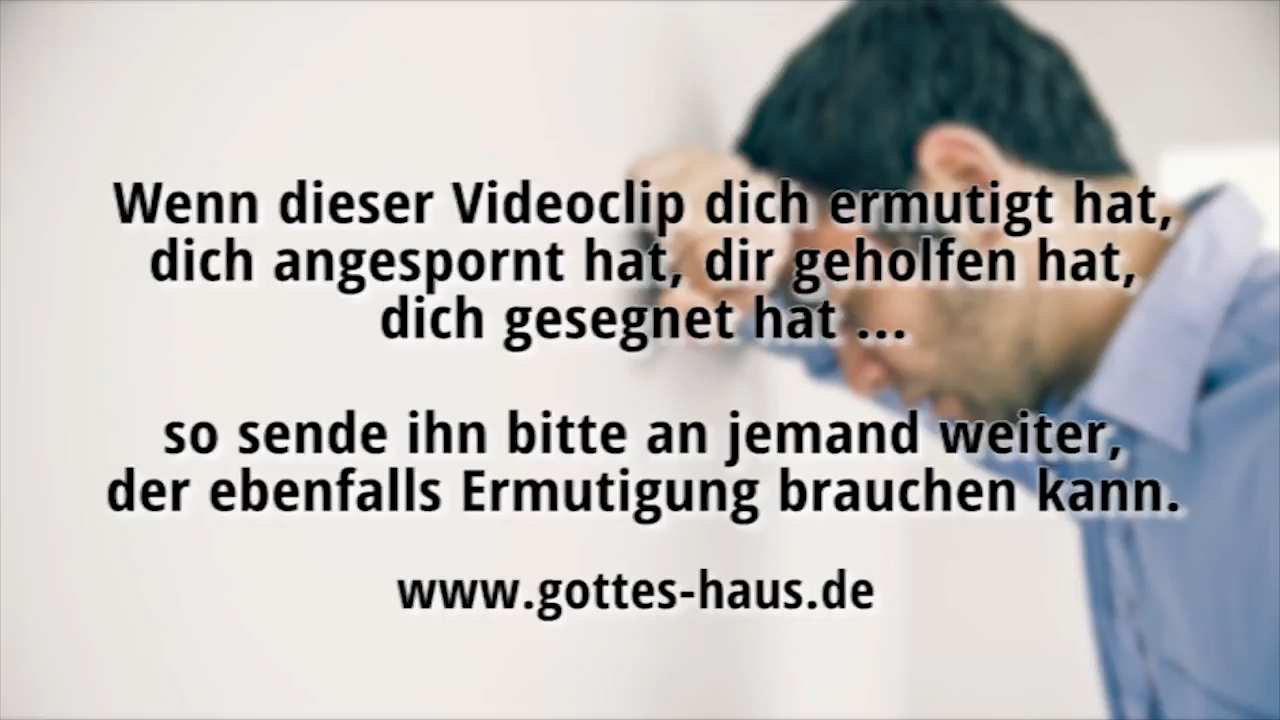 Wenn dieser Videoclip dich ermutigt hat,
dich angespornt hat, dir geholfen hat,
dich gesegnet hat ...
so sende ihn bitte an jemand weiter,
der ebenfalls Ermutigung brauchen kann.
www.gottes-haus.de